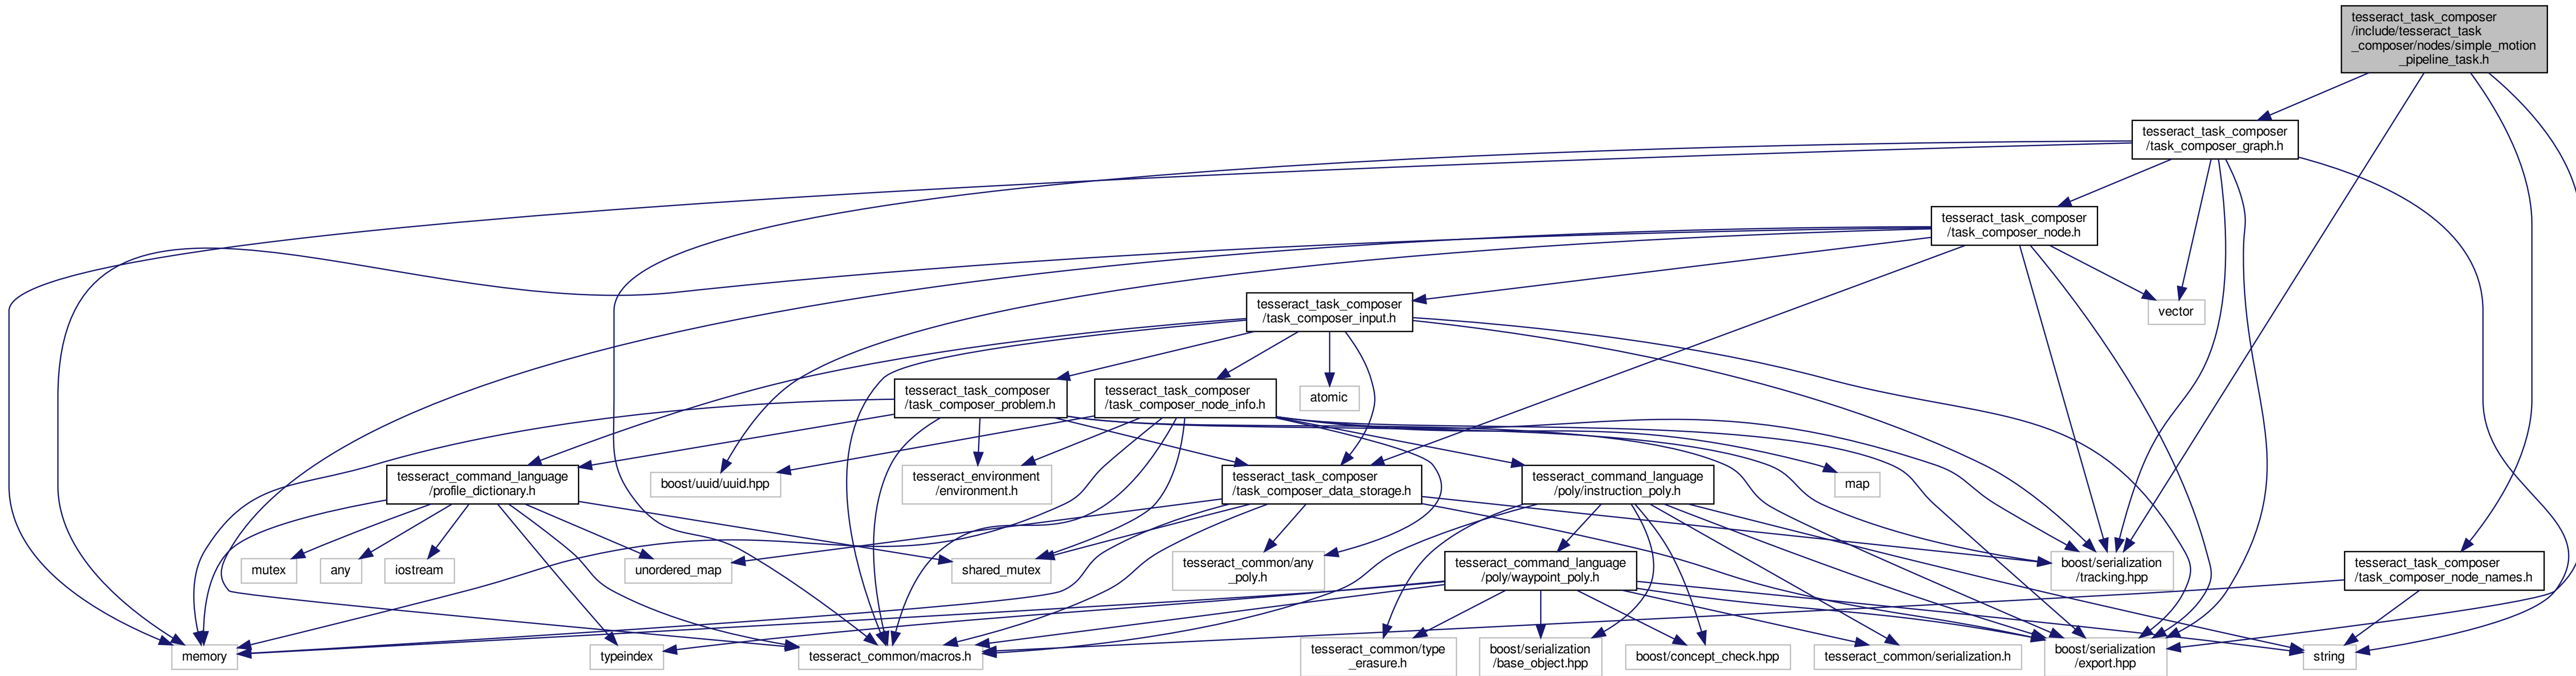 tesseract_task_composer
/include/tesseract_task
_composer/nodes/simple_motion
_pipeline_task.h
tesseract_task_composer
/task_composer_graph.h
tesseract_task_composer
/task_composer_node.h
tesseract_task_composer
/task_composer_input.h
vector
tesseract_task_composer
/task_composer_problem.h
tesseract_task_composer
/task_composer_node_info.h
atomic
tesseract_command_language
/profile_dictionary.h
boost/uuid/uuid.hpp
tesseract_environment
/environment.h
tesseract_task_composer
/task_composer_data_storage.h
tesseract_command_language
/poly/instruction_poly.h
map
mutex
any
iostream
unordered_map
shared_mutex
tesseract_common/any
_poly.h
tesseract_command_language
/poly/waypoint_poly.h
boost/serialization
/tracking.hpp
tesseract_task_composer
/task_composer_node_names.h
memory
typeindex
tesseract_common/macros.h
tesseract_common/type
_erasure.h
boost/serialization
/base_object.hpp
boost/concept_check.hpp
tesseract_common/serialization.h
boost/serialization
/export.hpp
string